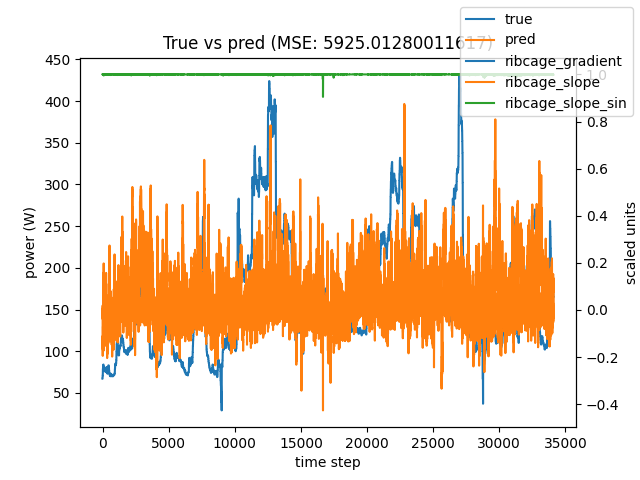 True vs pred (MSE: 5925.01280011617)
true
pred
ribcage_gradient
ribcage_slope
ribcage_slope_sin
power (W)
450
400
350
300
250
200
150
100
50
1.0
0.8
0.6
0.4
0.2
0.0
−0.2
−0.4
scaled units
0
5000
10000
15000
20000
25000
30000
35000
time step